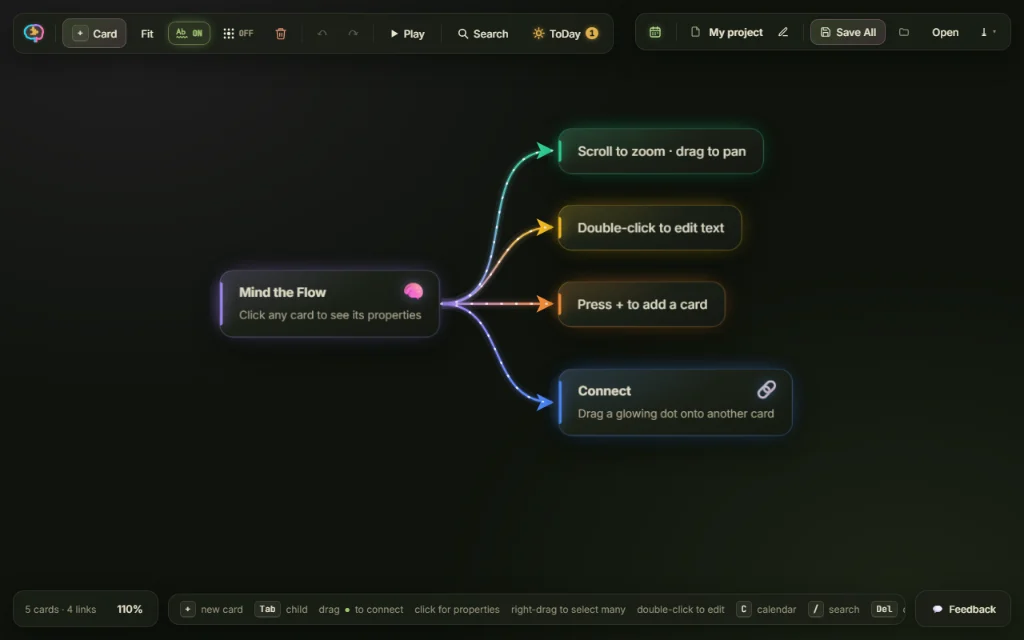 + Card Fit Ab ON OFF Play Search ToDay 1 My project Save All Open
Scroll to zoom · drag to pan
Double-click to edit text
Mind the Flow
Click any card to see its properties
Press + to add a card
Connect
Drag a glowing dot onto another card
5 cards · 4 links 110% + new card Tab child drag • to connect click for properties right-drag to select many double-click to edit C calendar / search Del Feedback